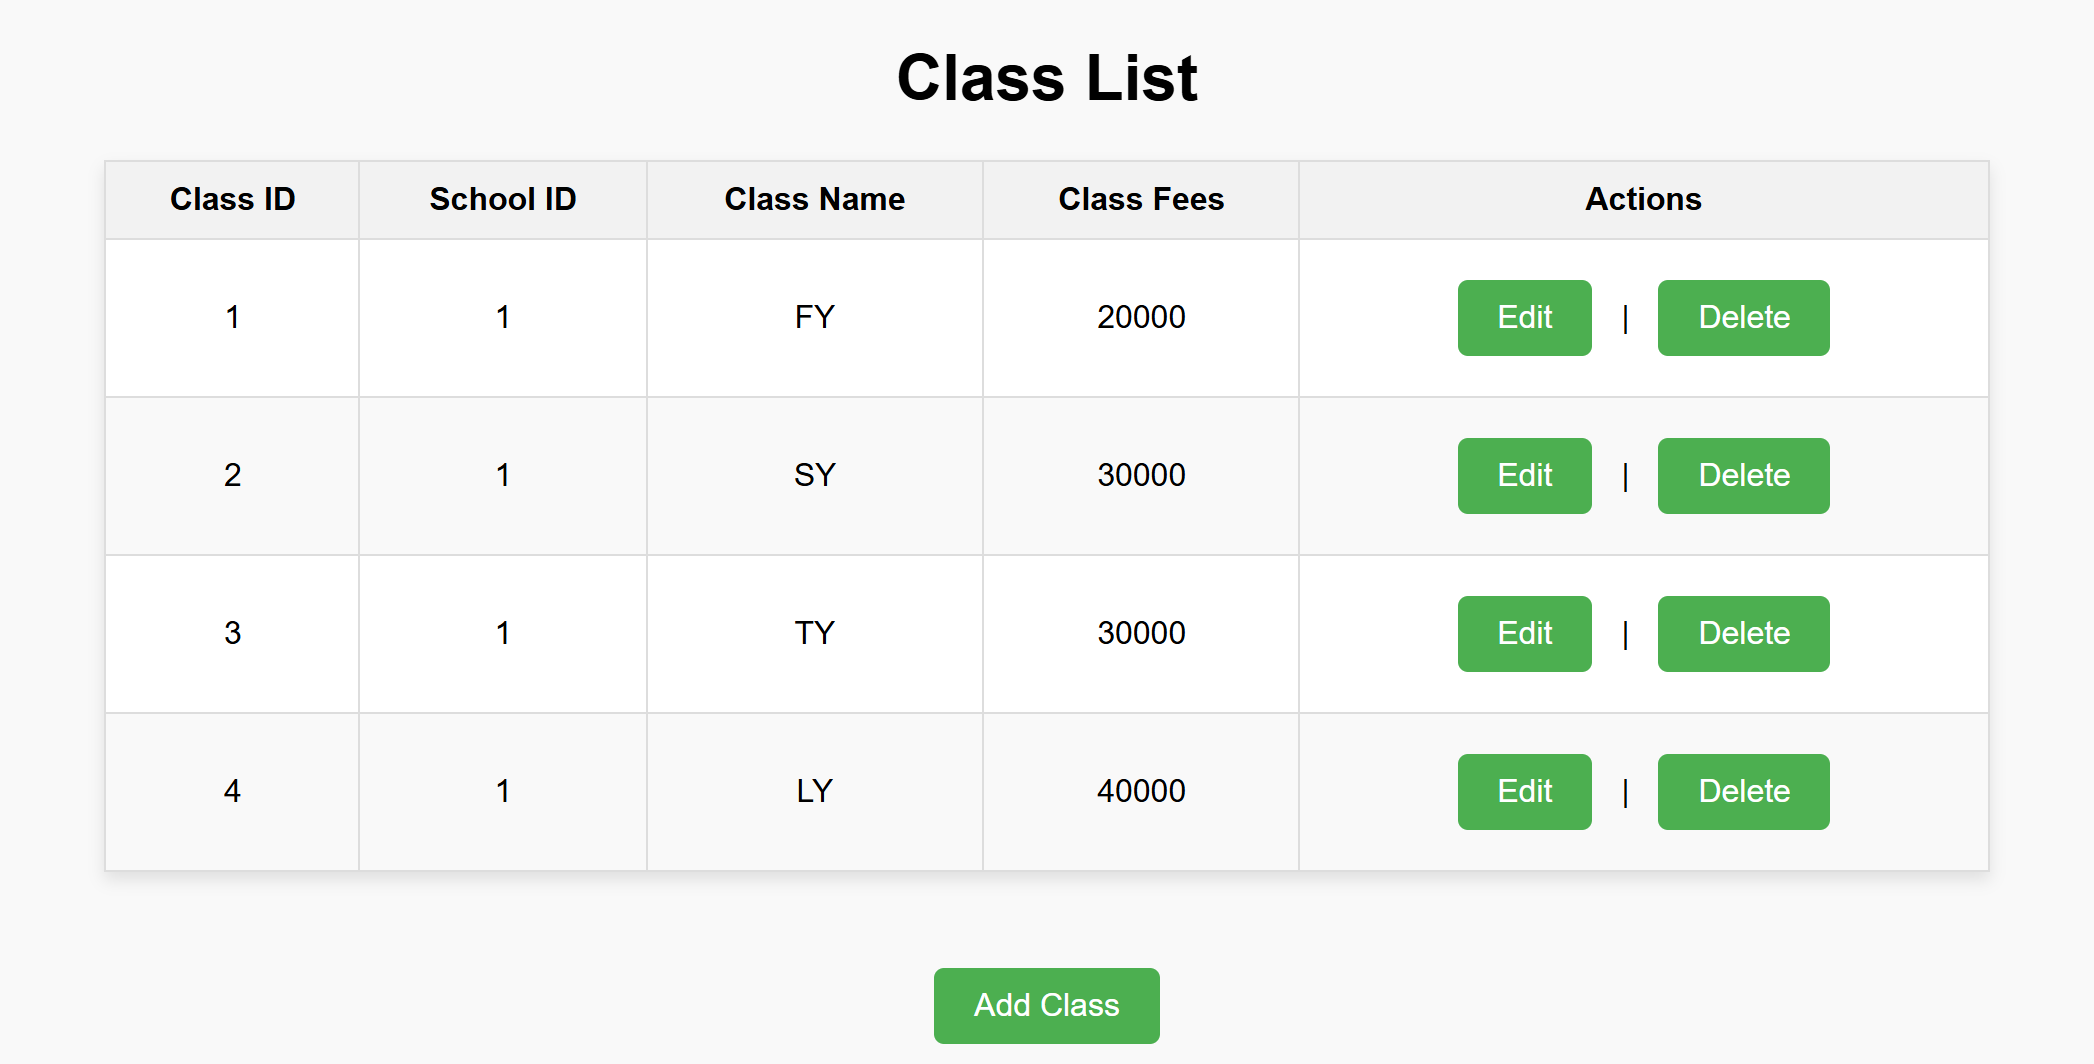 Class List
Class ID School ID Class Name Class Fees Actions
1 1 FY 20000 Edit | Delete
2 1 SY 30000 Edit | Delete
3 1 TY 30000 Edit | Delete
4 1 LY 40000 Edit | Delete
Add Class